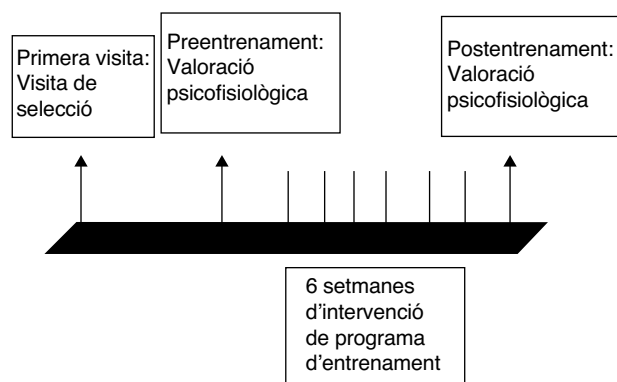 Primera visita:
Visita de
selecció
Preentrenament:
Valoració
psicofisiològica
Postentrenament:
Valoració
psicofisiològica
6 setmanes
d’intervenció
de programa
d’entrenament